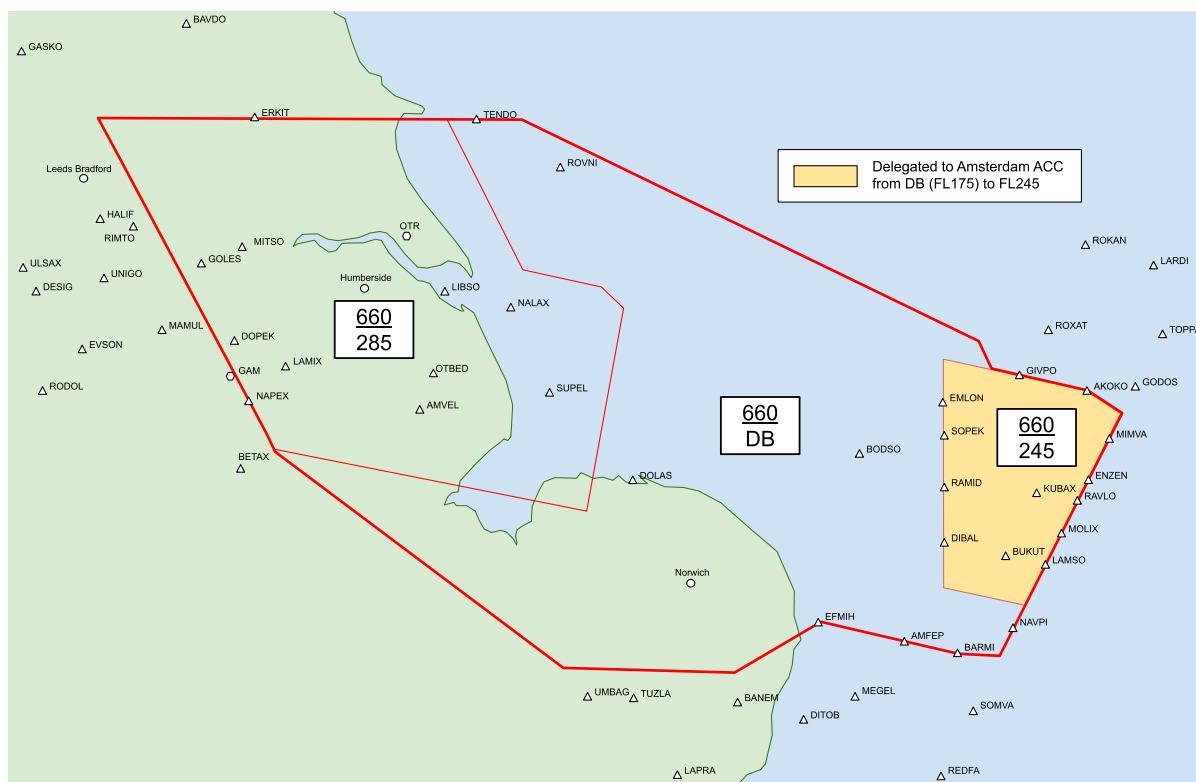 BAVDO
GASKO
ERKIT
TENDO
ROVNI
Delegated to Amsterdam ACC
from DB (FL175) to FL245
Leeds Bradford
HALIF
RIMTO
OTR
MITSO
ROKAN
ULSAX
GOLES
LARDI
UNIGO
DESIG
Humberside
LIBSO
NALAX
660
285
MAMUL
ROXAT
TOPPA
EVSON
DOPEK
LAMIX
OTBED
GAM
GIVPO
RODOL
SUPEL
AKOKO
GODOS
NAPEX
AMVEL
EMLON
660
DB
660
245
SOPEK
MIMVA
BETAX
BODSO
DOLAS
RAMID
KUBAX
ENZEN
RAVLO
MOLIX
DIBAL
BUKUT
LAMSO
Norwich
EFMIH
NAVPI
AMFEP
BARMI
UMBAG
TUZLA
BANEM
MEGEL
DITOB
SOMVA
LAPRA
REDFA